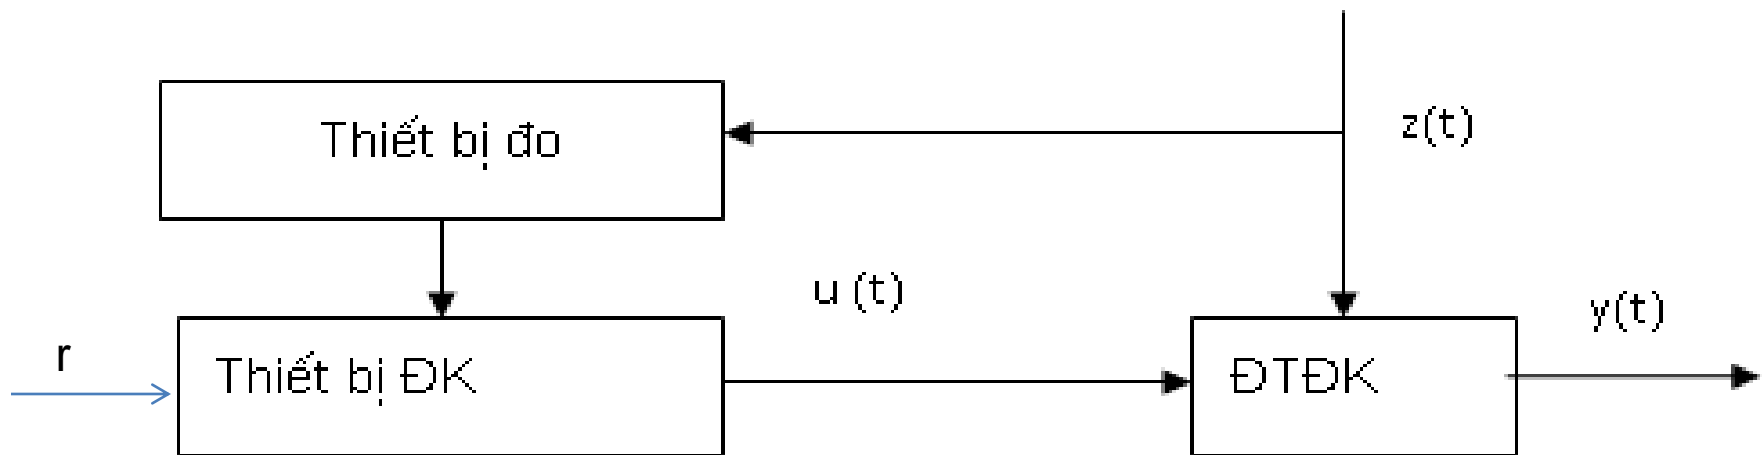 Thiết bị đo
z(t)
u (t)
y(t)
r
Thiết bị ĐK
ĐTĐK